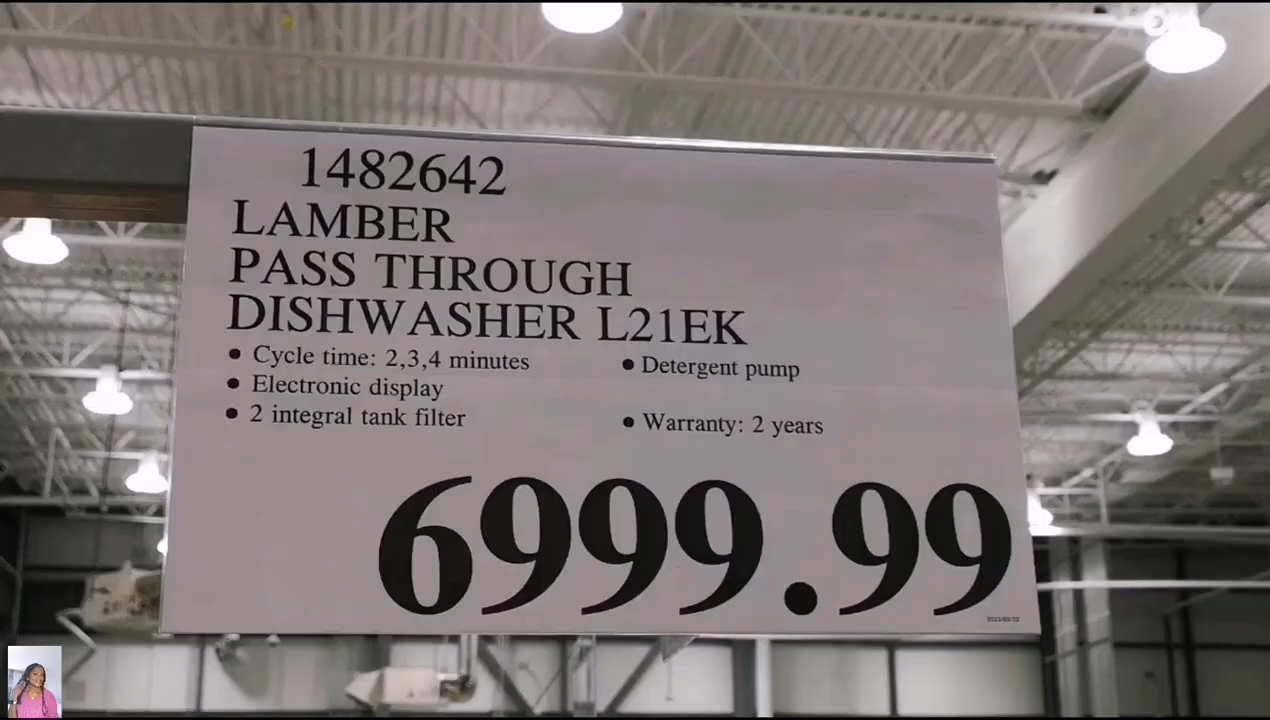 1482642
LAMBER
PASS THROUGH
DISHWASHER L21EK
• Cycle time: 2,3,4 minutes
• Electronic display
• 2 integral tank filter
• Detergent pump
• Warranty: 2 years
6999.99